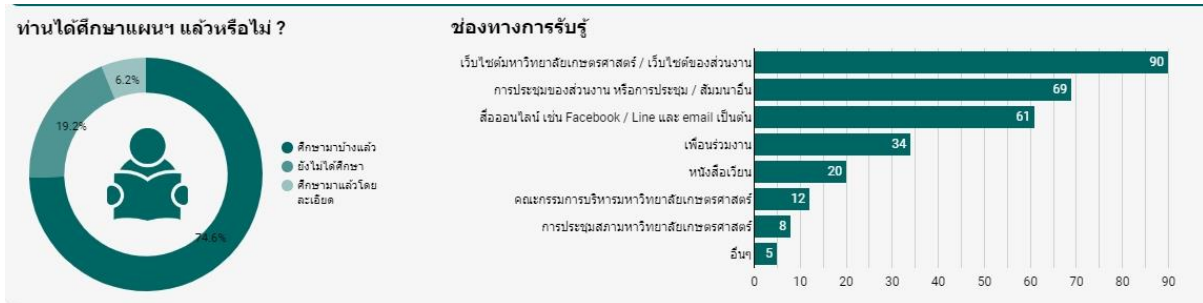 ท่านได้ศึกษาแผนฯ แล้วหรือไม่ ?
6.2%
19.2%
74.6%
ศึกษามาบ้างแล้ว
ยังไม่ได้ศึกษา
ศึกษามาแล้วโดย
ละเอียด
ช่องทางการรับรู้
เว็บไซต์มหาวิทยาลัยเกษตรศาสตร์ / เว็บไซต์ของส่วนงาน 90
การประชุมของส่วนงาน หรือการประชุม / สัมมนาอื่น 69
สื่อออนไลน์ เช่น Facebook / Line และ email เป็นต้น 61
เพื่อนร่วมงาน 34
หนังสือเวียน 20
คณะกรรมการบริหารมหาวิทยาลัยเกษตรศาสตร์ 12
การประชุมสภามหาวิทยาลัยเกษตรศาสตร์ 8
อื่นๆ 5
0 10 20 30 40 50 60 70 80 90